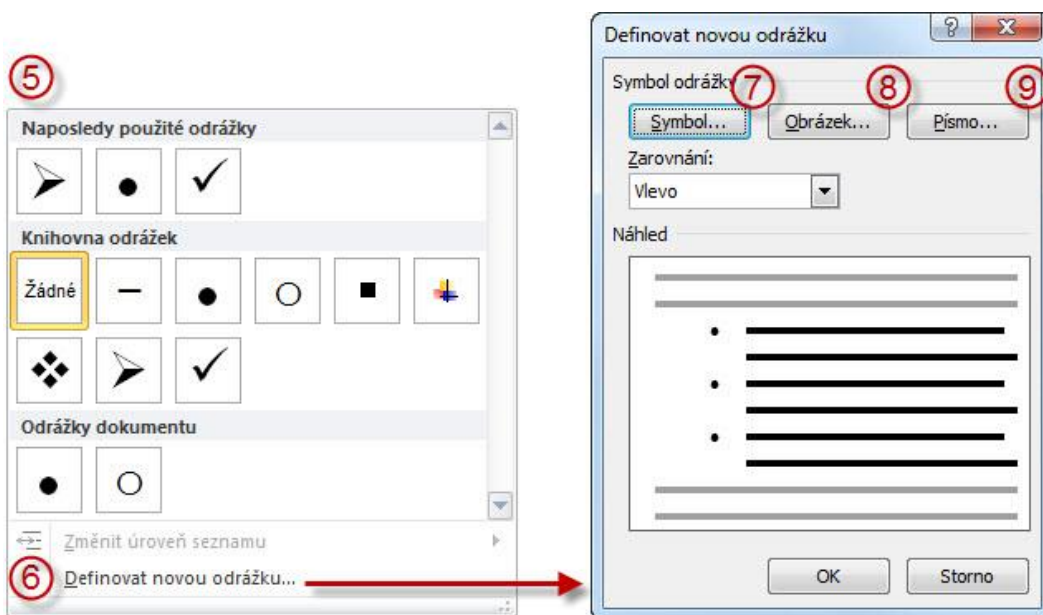 ⑤
Naposledy použité odrážky
Knihovna odrážek
Žádné
Odrážky dokumentu
Změnit úroveň seznamu
⑥ Definovat novou odrážku...
Definovat novou odrážku
?
Symbol odrážky
⑦ ⑧ ⑨
Symbol... Obrázek... Písmo...
Zarovnání:
Vlevo
Náhled
OK Storno